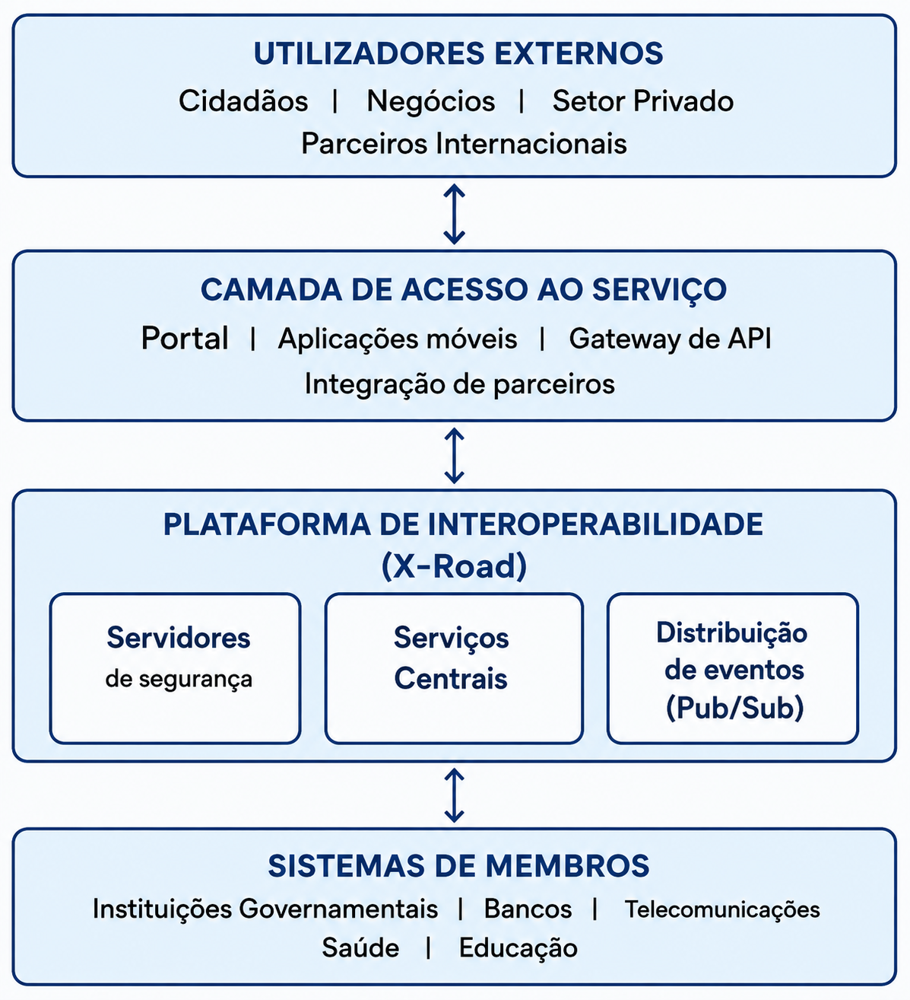 UTILIZADORES EXTERNOS
Cidadãos | Negócios | Setor Privado
Parceiros Internacionais
CAMADA DE ACESSO AO SERVIÇO
Portal | Aplicações móveis | Gateway de API
Integração de parceiros
PLATAFORMA DE INTEROPERABILIDADE
(X-Road)
Servidores
de segurança
Serviços
Centrais
Distribuição
de eventos
(Pub/Sub)
SISTEMAS DE MEMBROS
Instituições Governamentais | Bancos | Telecomunicações
Saúde | Educação